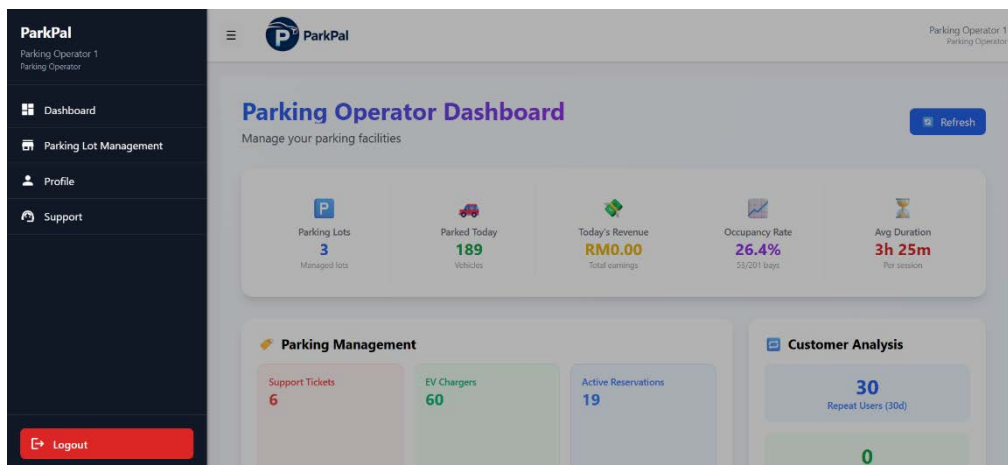 ParkPal
Parking Operator 1
Parking Operator
Dashboard
Parking Lot Management
Profile
Support
Logout
ParkPal
Parking Operator 1
Parking Operator
Parking Operator Dashboard
Manage your parking facilities
Refresh
Parking Lots
3
Managed lots
Parked Today
189
Vehicles
Today's Revenue
RM0.00
Total earnings
Occupancy Rate
26.4%
53/201 bays
Avg Duration
3h 25m
Per session
Parking Management
Support Tickets
6
EV Chargers
60
Active Reservations
19
Customer Analysis
30
Repeat Users (30d)
0